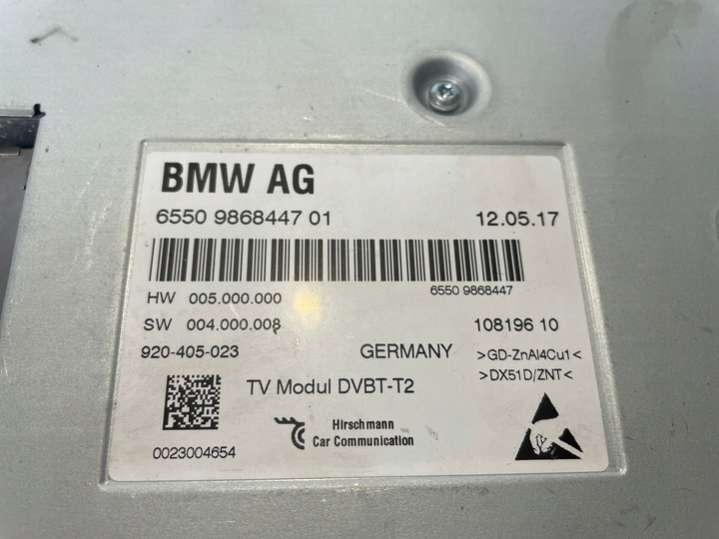 BMW AG
6550 9868447 01 12.05.17
6550 9868447
HW 005.000.000
SW 004.000.008 108196 10
920-405-023 GERMANY >GD-ZnAl4Cu1<
>DX51D/ZNT<
TV Modul DVBT-T2
Hirschmann
Car Communication
0023004654